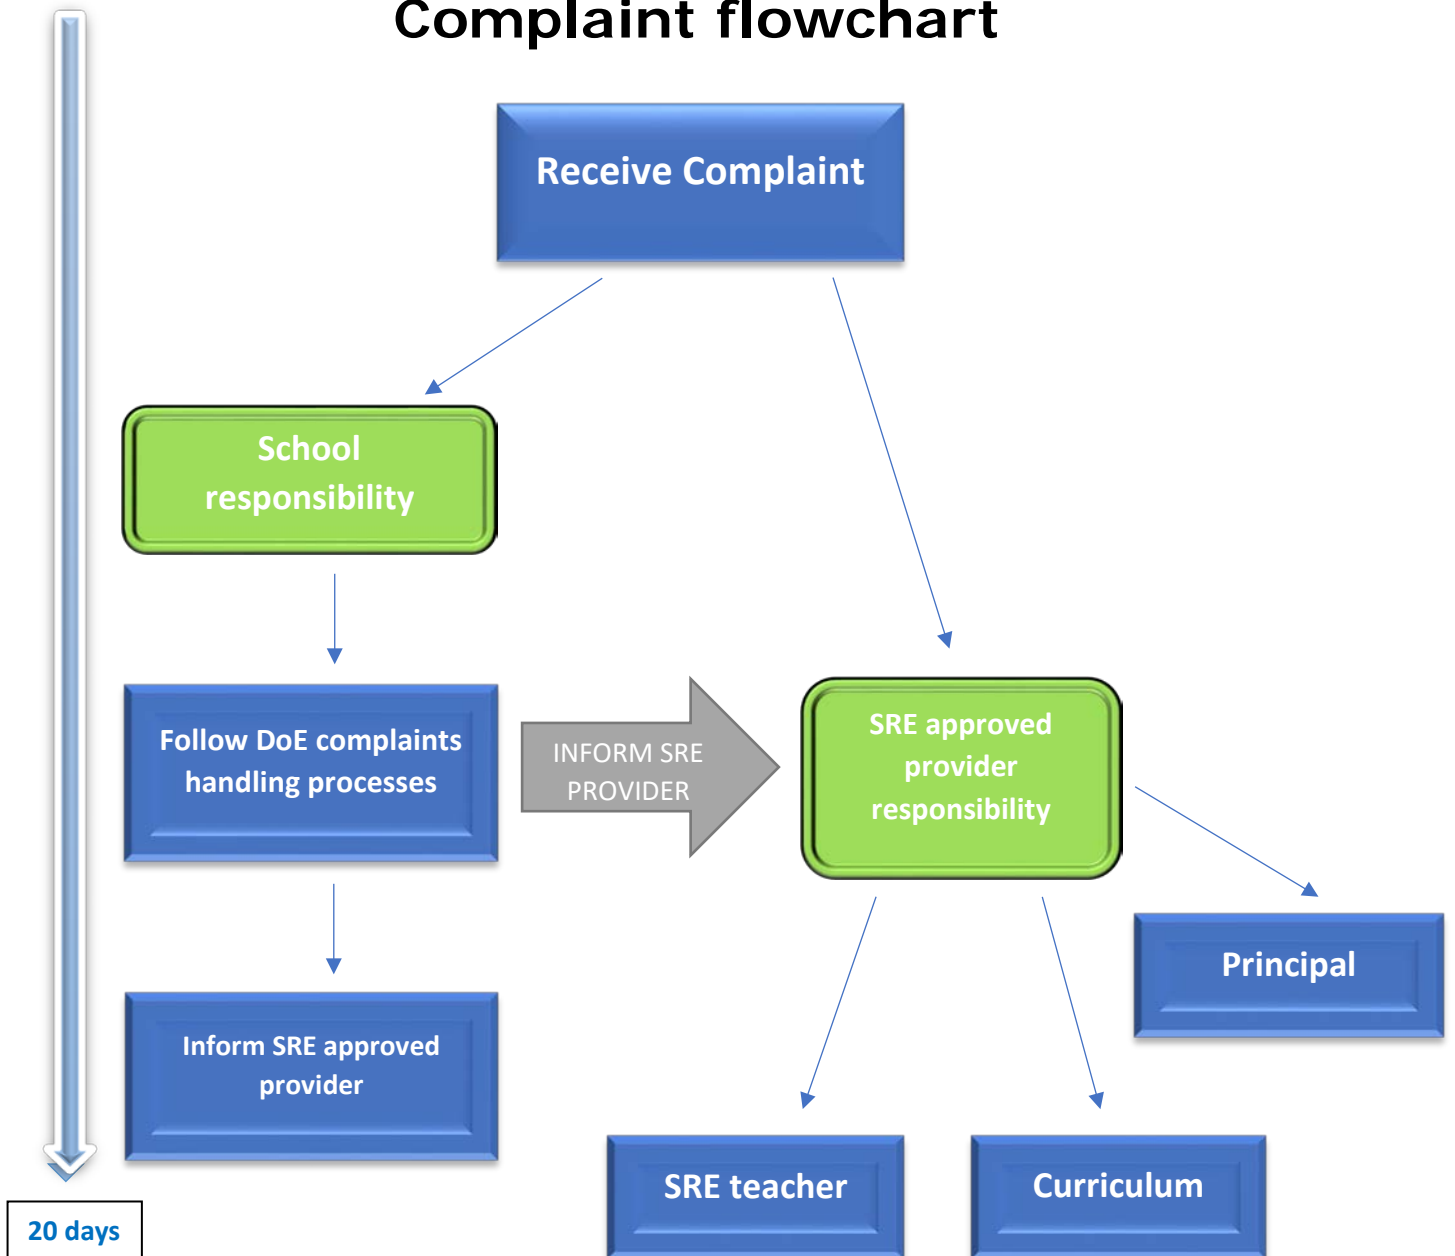 Complaint flowchart
Receive Complaint
School
responsibility
Follow DoE complaints
handling processes
INFORM SRE
PROVIDER
SRE approved
provider
responsibility
Principal
Inform SRE approved
provider
SRE teacher
Curriculum
20 days